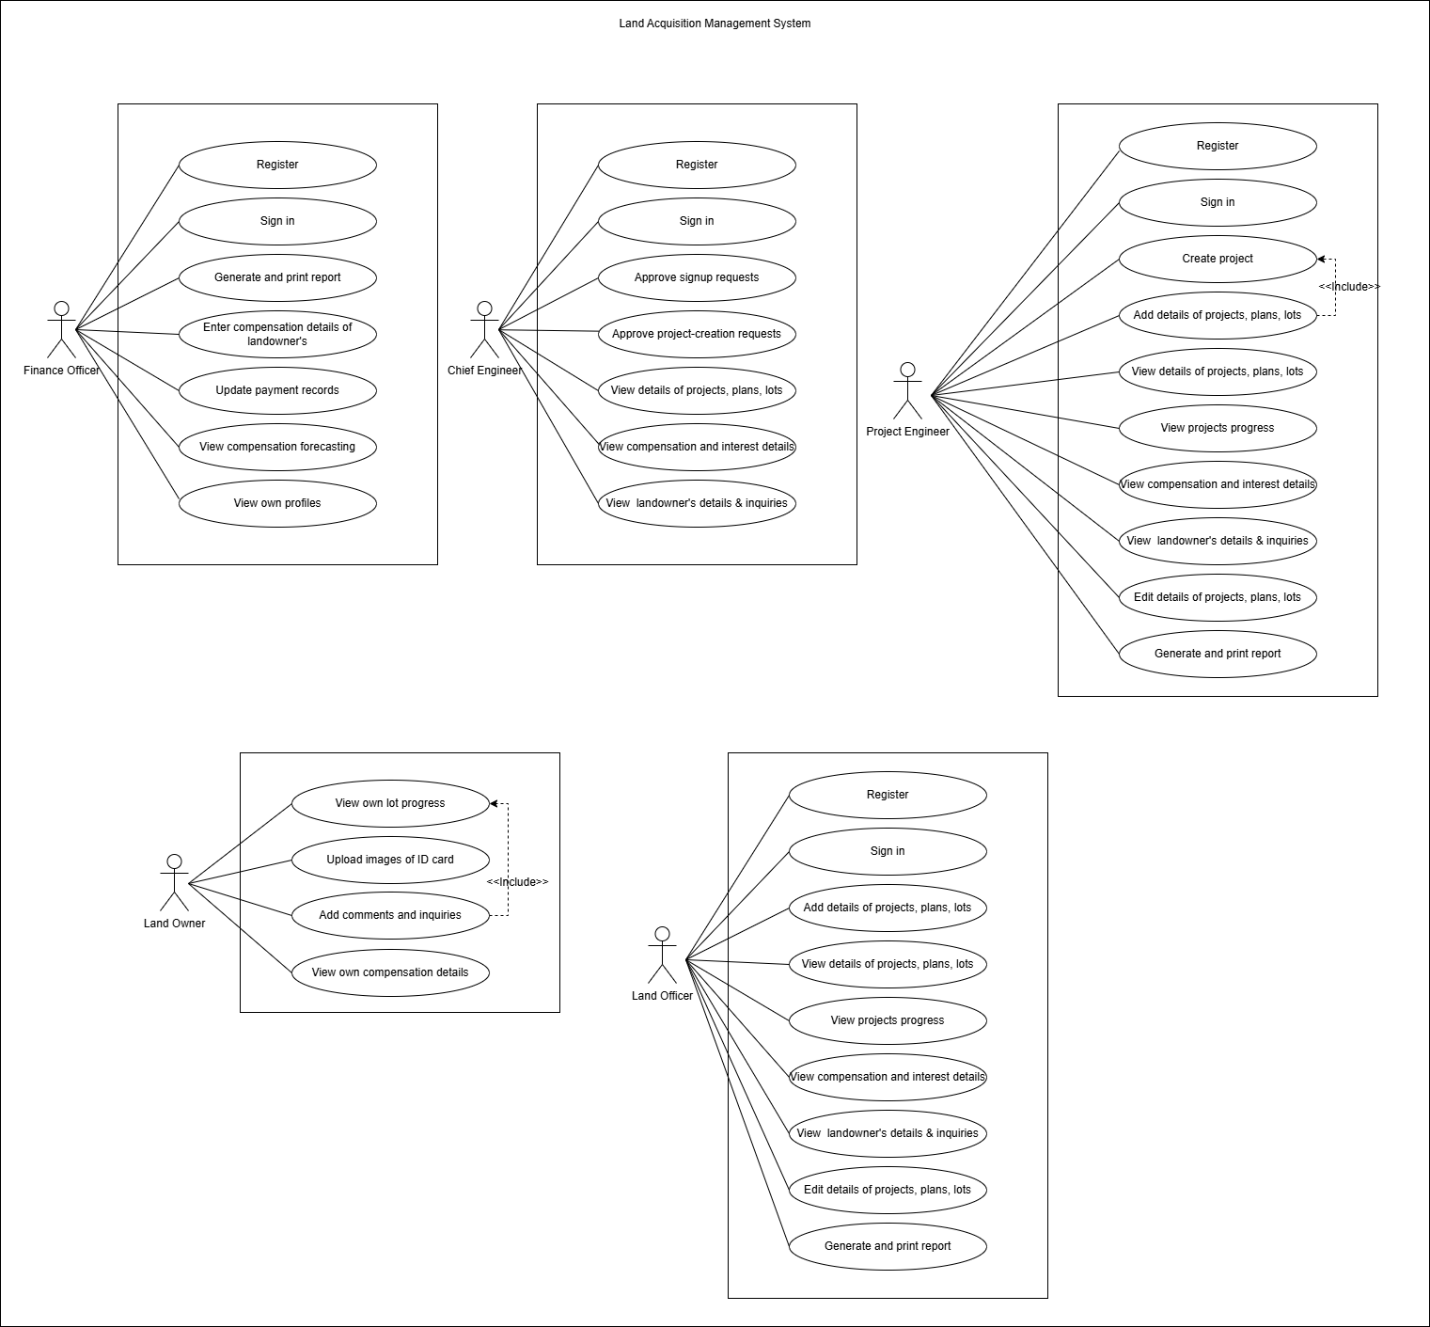 Land Acquisition Management System
Register
Sign in
Generate and print report
Enter compensation details of
landowner's
Update payment records
View compensation forecasting
View own profiles
Finance Officer
Register
Sign in
Approve signup requests
Approve project-creation requests
View details of projects, plans, lots
View compensation and interest details
View  landowner's details & inquiries
Chief Engineer
Register
Sign in
Create project
<<Include>>
Add details of projects, plans, lots
View details of projects, plans, lots
View projects progress
View compensation and interest details
View  landowner's details & inquiries
Edit details of projects, plans, lots
Generate and print report
Project Engineer
View own lot progress
Upload images of ID card
<<Include>>
Add comments and inquiries
View own compensation details
Land Owner
Register
Sign in
Add details of projects, plans, lots
View details of projects, plans, lots
View projects progress
View compensation and interest details
View  landowner's details & inquiries
Edit details of projects, plans, lots
Generate and print report
Land Officer